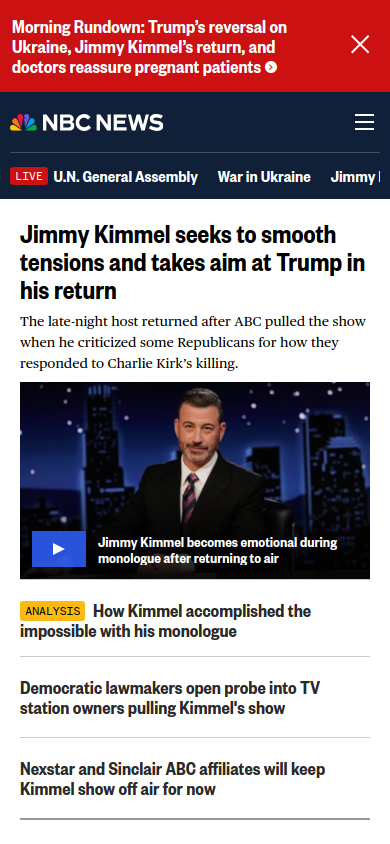 Morning Rundown: Trump’s reversal on
Ukraine, Jimmy Kimmel’s return, and
doctors reassure pregnant patients
NBC NEWS
LIVE U.N. General Assembly War in Ukraine Jimmy
Jimmy Kimmel seeks to smooth
tensions and takes aim at Trump in
his return
The late-night host returned after ABC pulled the show
when he criticized some Republicans for how they
responded to Charlie Kirk’s killing.
Jimmy Kimmel becomes emotional during
monologue after returning to air
ANALYSIS How Kimmel accomplished the
impossible with his monologue
Democratic lawmakers open probe into TV
station owners pulling Kimmel's show
Nexstar and Sinclair ABC affiliates will keep
Kimmel show off air for now